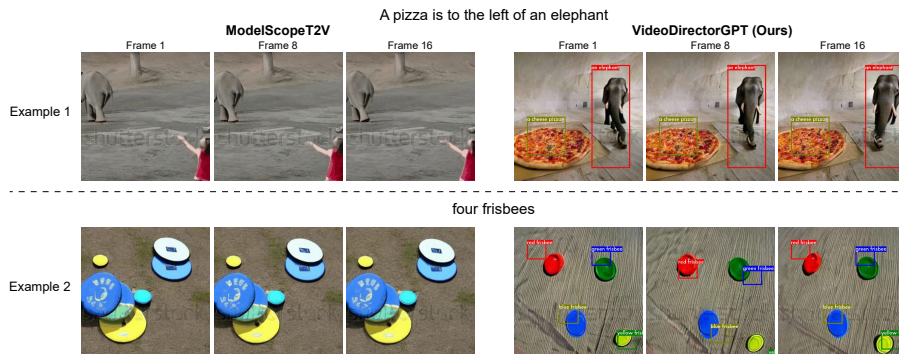 A pizza is to the left of an elephant
ModelScopeT2V
VideoDirectorGPT (Ours)
Frame 1
Frame 8
Frame 16
Frame 1
Frame 8
Frame 16
Example 1
an elephant
a cheese pizza
an elephant
a cheese pizza
an elephant
a cheese pizza
four frisbees
Example 2
red frisbee
green frisbee
blue frisbee
yellow fris
red frisbee
green frisbee
blue frisbee
red frisbee
green frisbee
blue frisbee